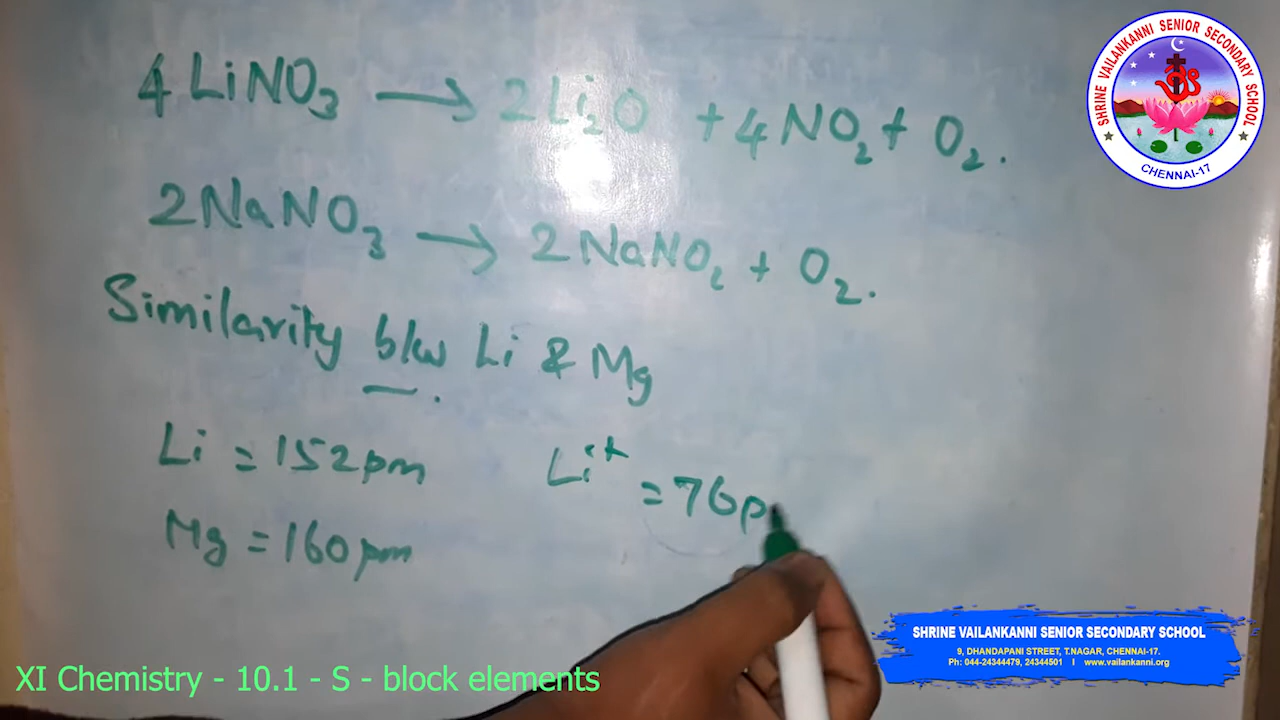 4LiNO₃ → 2Li₂O + 4NO₂ + O₂.
2NaNO₃ → 2NaNO₂ + O₂.
Similarity b/w Li & Mg
Li = 152pm
Li⁺ = 76p
Mg = 160pm
SHRINE VAILANKANNI SENIOR SECONDARY SCHOOL
CHENNAI-17
SHRINE VAILANKANNI SENIOR SECONDARY SCHOOL
9, DHANDAPANI STREET, T.NAGAR, CHENNAI-17.
Ph: 044-24344479, 24344501 I www.vailankanni.org
XI Chemistry - 10.1 - S - block elements